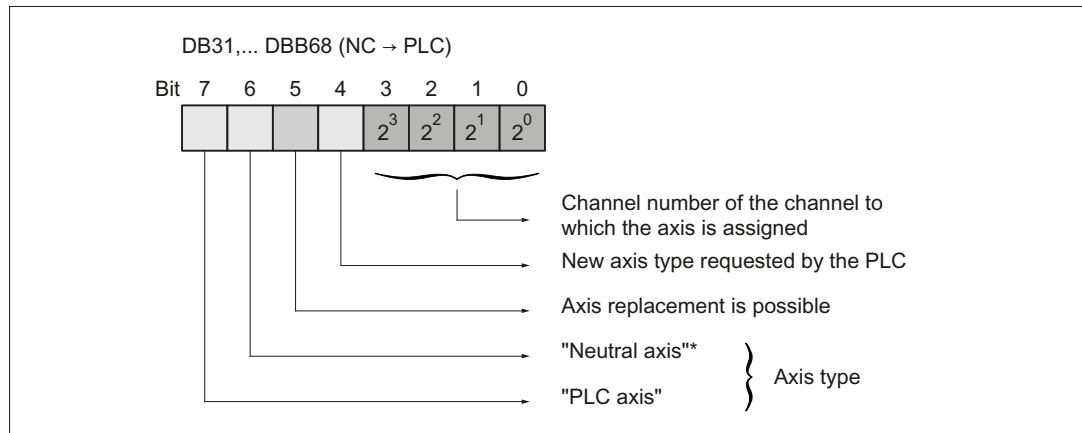 DB31,... DBB68 (NC → PLC)
Bit 7 6 5 4 3 2 1 0
2³ 2² 2¹ 2⁰
Channel number of the channel to
which the axis is assigned
New axis type requested by the PLC
Axis replacement is possible
"Neutral axis"*
Axis type
"PLC axis"